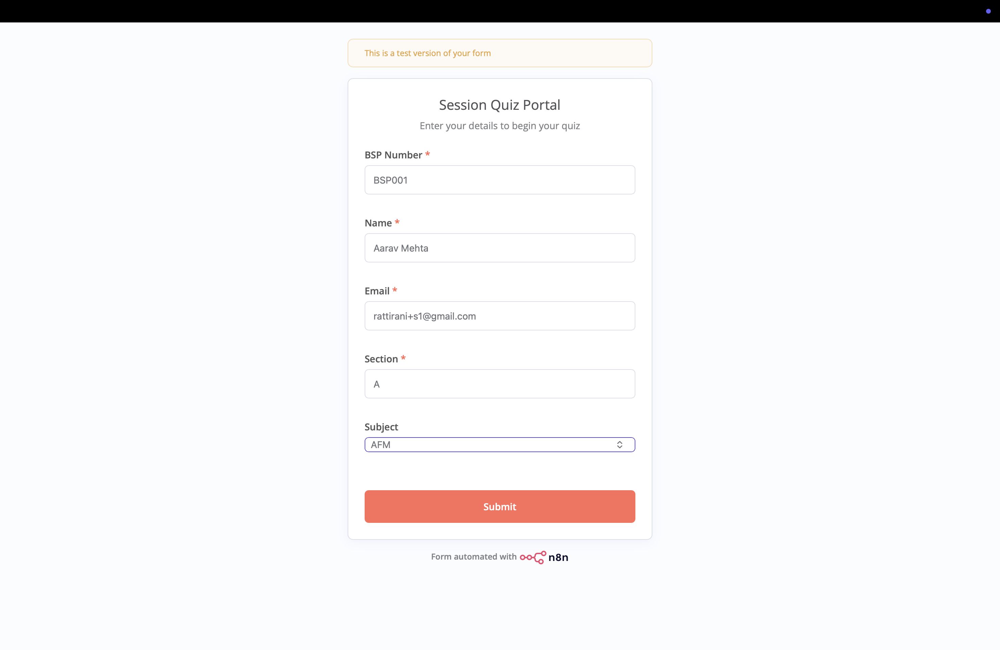 This is a test version of your form
Session Quiz Portal
Enter your details to begin your quiz
BSP Number *
BSP001
Name *
Aarav Mehta
Email *
rattirani+s1@gmail.com
Section *
A
Subject
AFM
Submit
Form automated with n8n